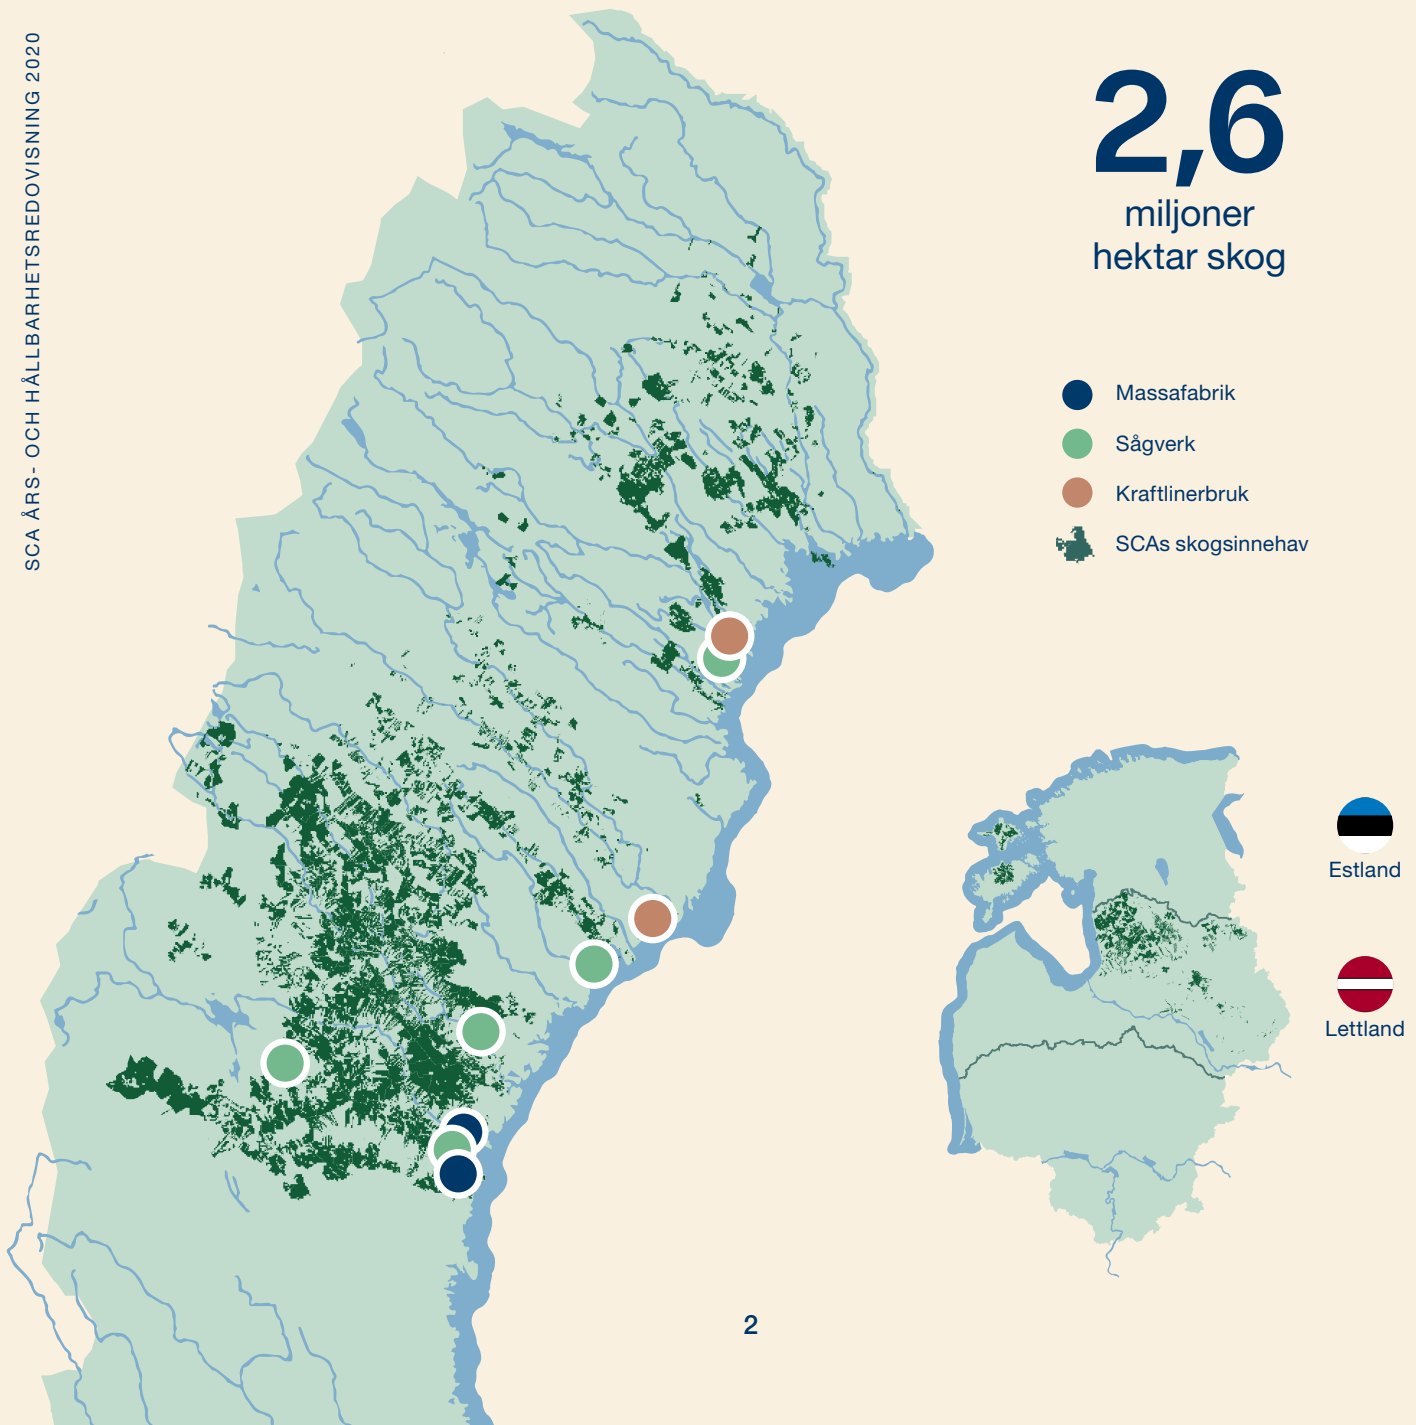 SCA ÅRS- OCH HÅLLBARHETSREDOVISNING 2020
2,6
miljoner
hektar skog
Massafabrik
Sågverk
Kraftlinerbruk
SCAs skogsinnehav
Estland
Lettland
2